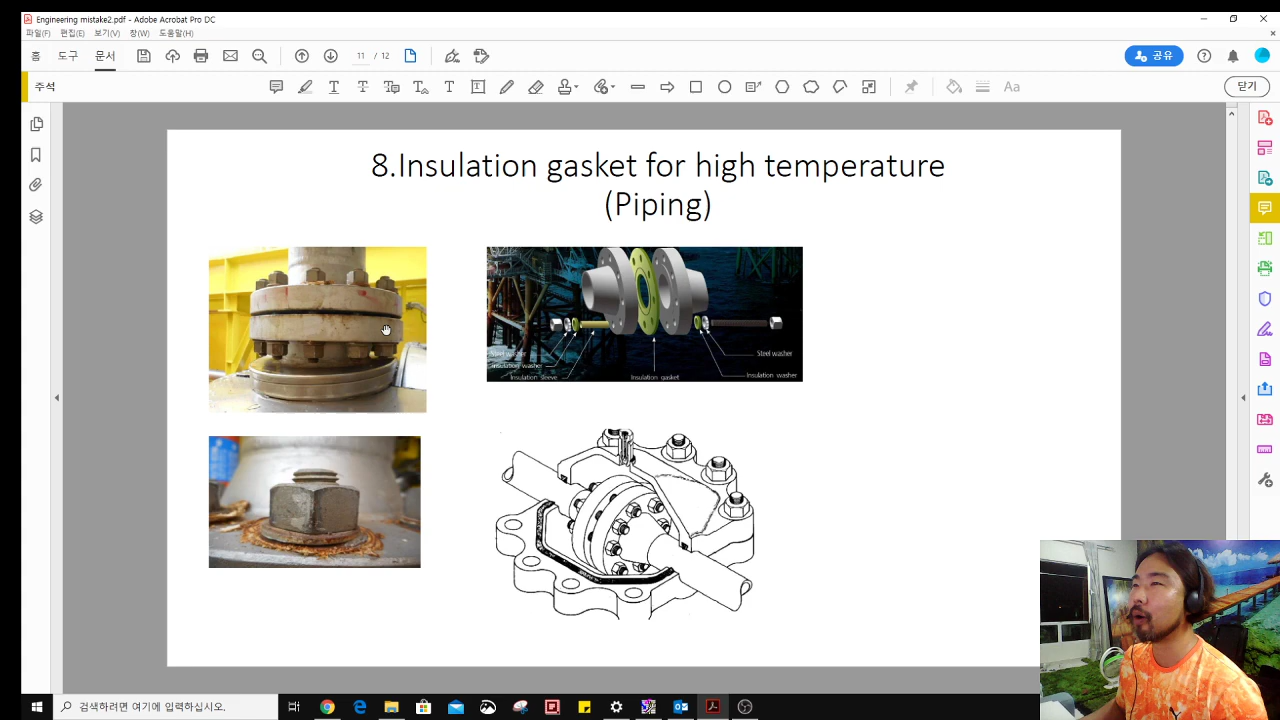 Engineering mistake2.pdf - Adobe Acrobat Pro DC
파일(F) 편집(E) 보기(V) 창(W) 도움말(H)
홈 도구 문서
11 / 12
공유
주석
Aa
닫기
8.Insulation gasket for high temperature
(Piping)
Steel washer
Insulation washer
Insulation sleeve
Insulation gasket
Steel washer
Insulation washer
검색하려면 여기에 입력하십시오.